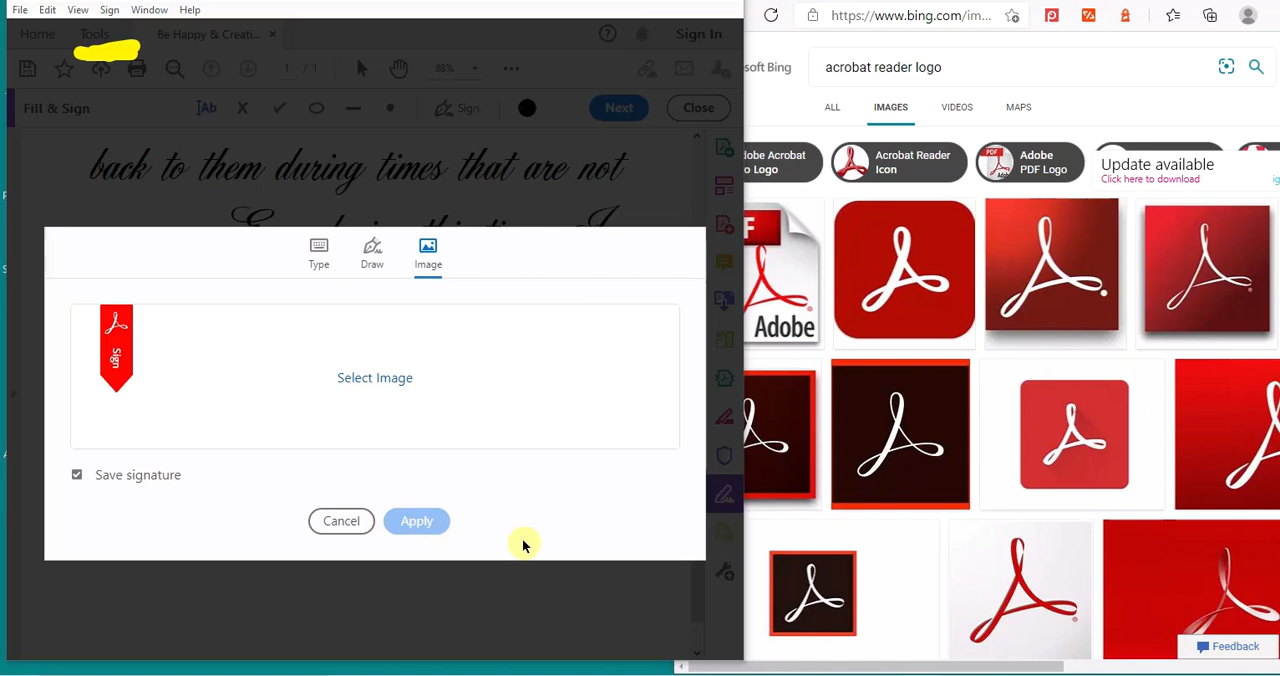 File Edit View Sign Window Help
Home Tools Be Happy & Creati... × Sign In
1 / 1 88%
Fill & Sign Ab Sign Next Close
back to them during times that are not
Type Draw Image
Sign
Select Image
Save signature
Cancel Apply
https://www.bing.com/im...
soft Bing acrobat reader logo
ALL IMAGES VIDEOS MAPS
dobe Acrobat
o Logo
Acrobat Reader
Icon
Adobe
PDF Logo
PDF
Update available
Click here to download
F
Adobe
Feedback